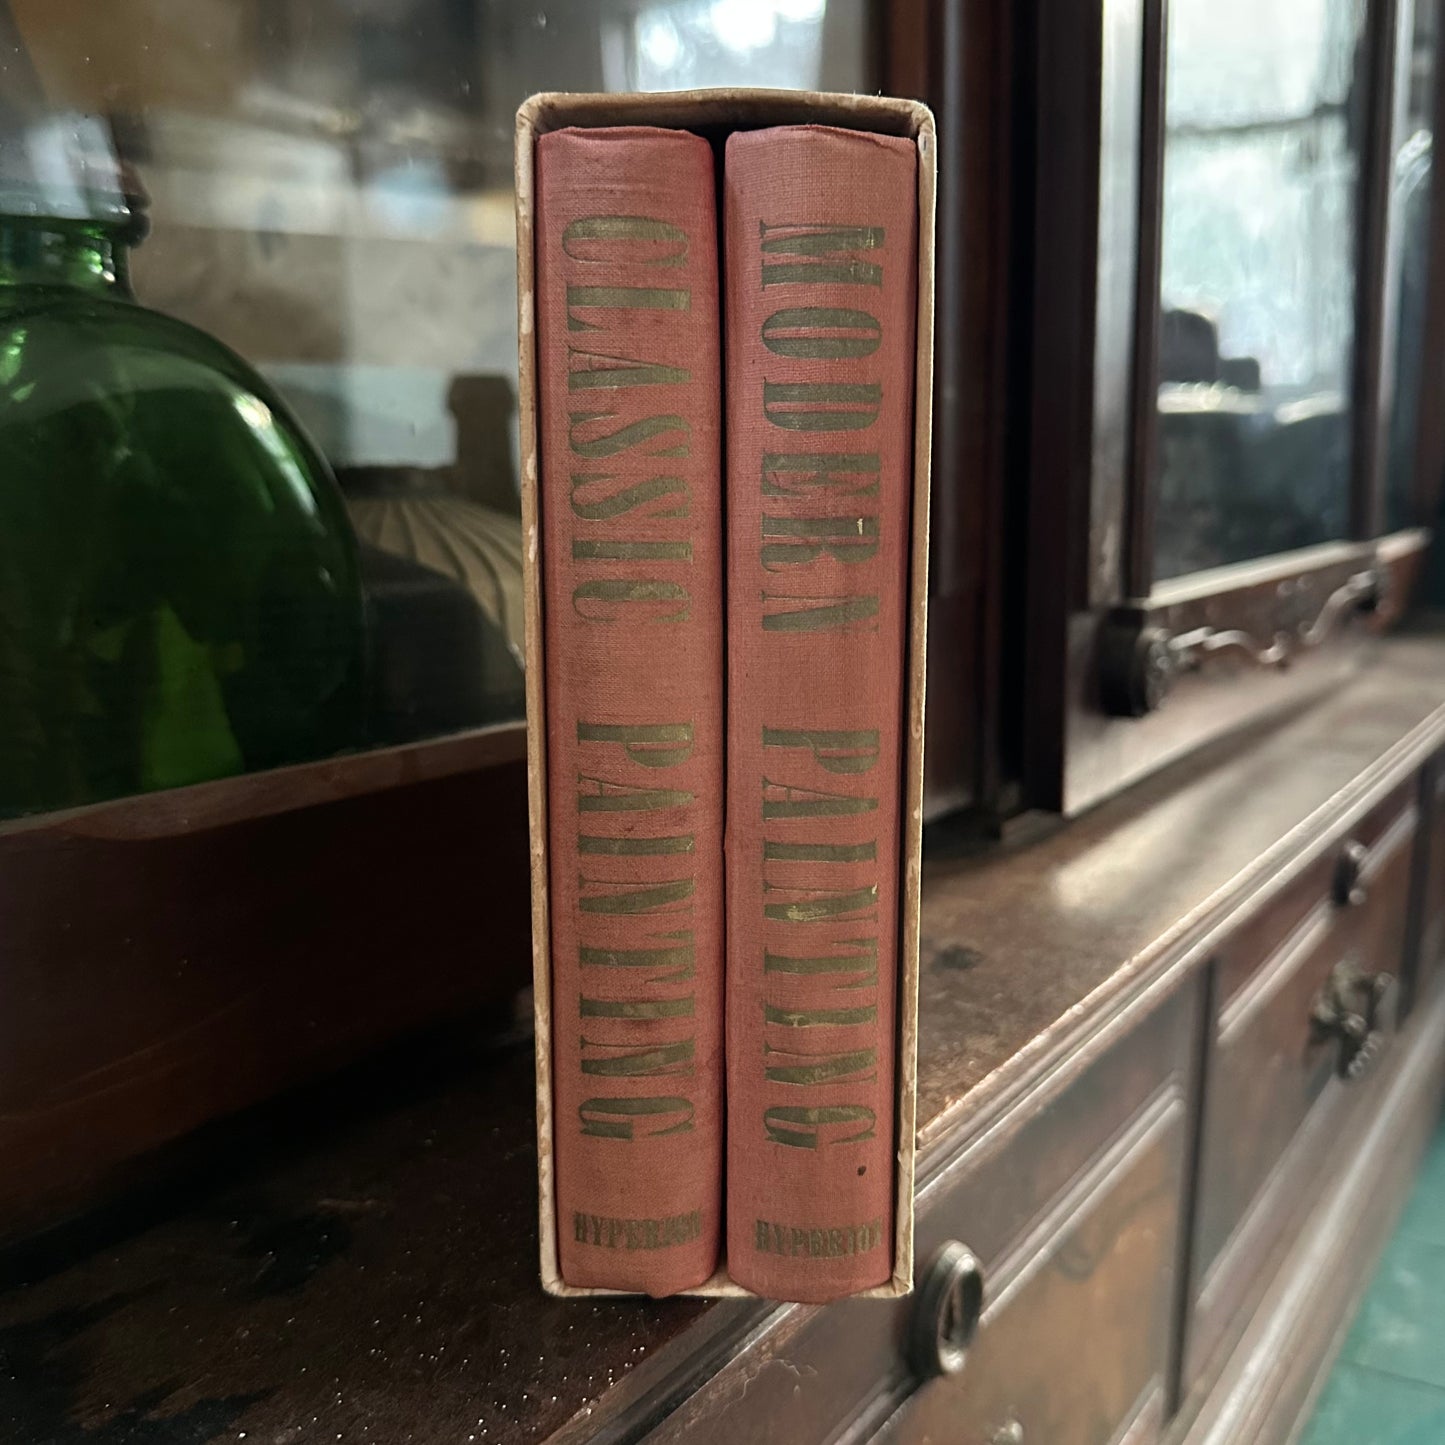 CLASSIC PAINTING
HYPERION
MODERN PAINTING
HYPERION